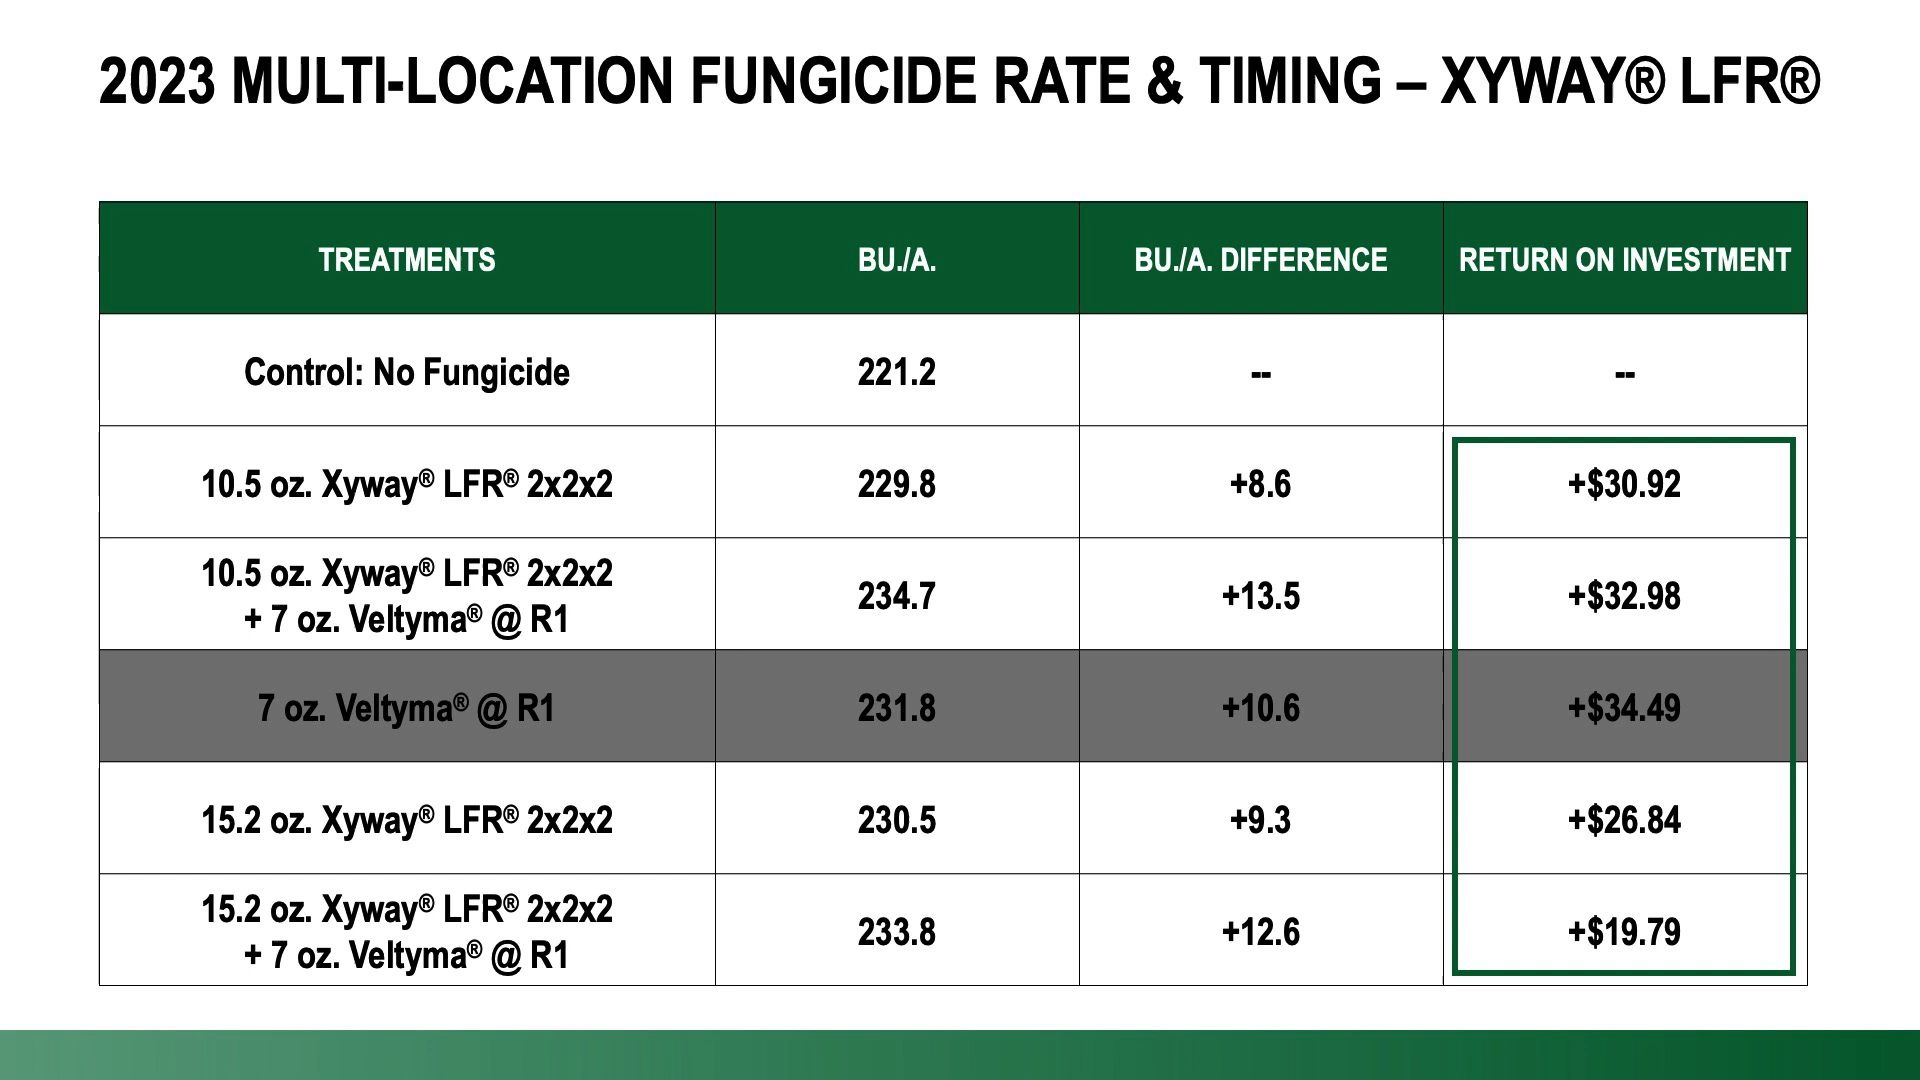 2023 MULTI-LOCATION FUNGICIDE RATE & TIMING – XYWAY® LFR®
TREATMENTS BU./A. BU./A. DIFFERENCE RETURN ON INVESTMENT
Control: No Fungicide 221.2 -- --
10.5 oz. Xyway® LFR® 2x2x2 229.8 +8.6 +$30.92
10.5 oz. Xyway® LFR® 2x2x2
+ 7 oz. Veltyma® @ R1 234.7 +13.5 +$32.98
7 oz. Veltyma® @ R1 231.8 +10.6 +$34.49
15.2 oz. Xyway® LFR® 2x2x2 230.5 +9.3 +$26.84
15.2 oz. Xyway® LFR® 2x2x2
+ 7 oz. Veltyma® @ R1 233.8 +12.6 +$19.79